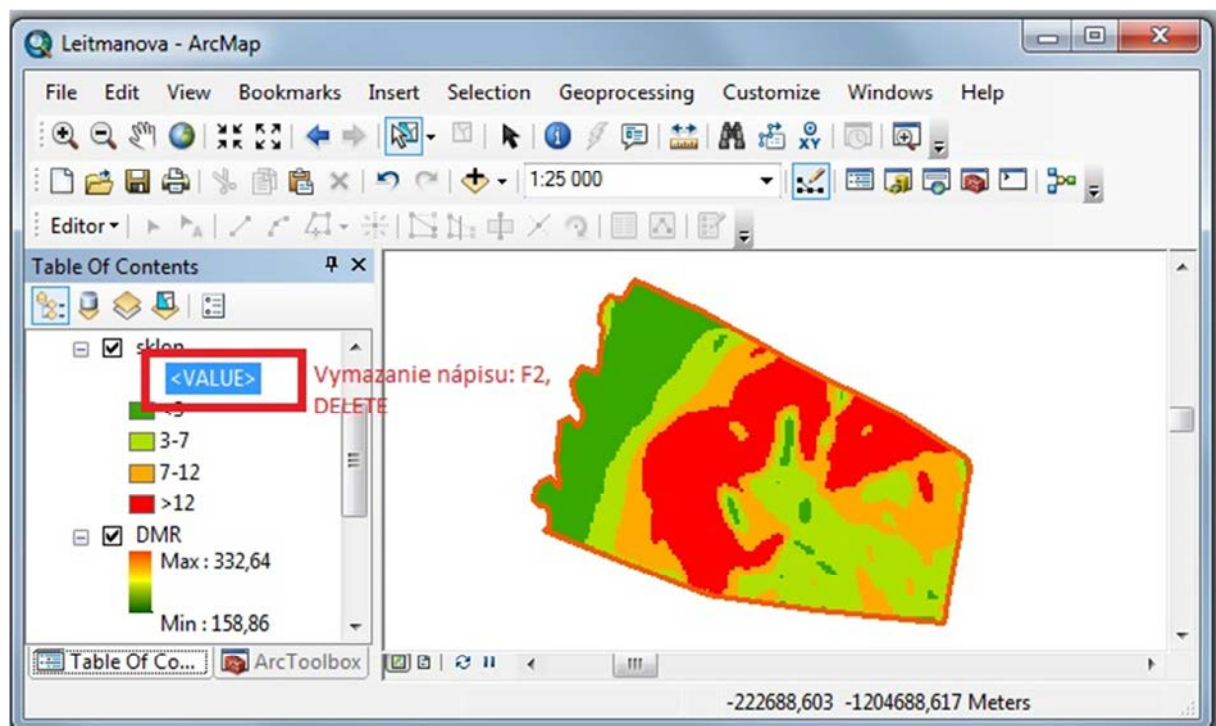 Leitmanova - ArcMap
File Edit View Bookmarks Insert Selection Geoprocessing Customize Windows Help
XY
1:25 000
Editor
Table Of Contents
sklon
<VALUE>
Vymazanie nápisu: F2,
DELETE
<3
3-7
7-12
>12
DMR
Max : 332,64
Min : 158,86
Table Of Co... ArcToolbox
-222688,603 -1204688,617 Meters